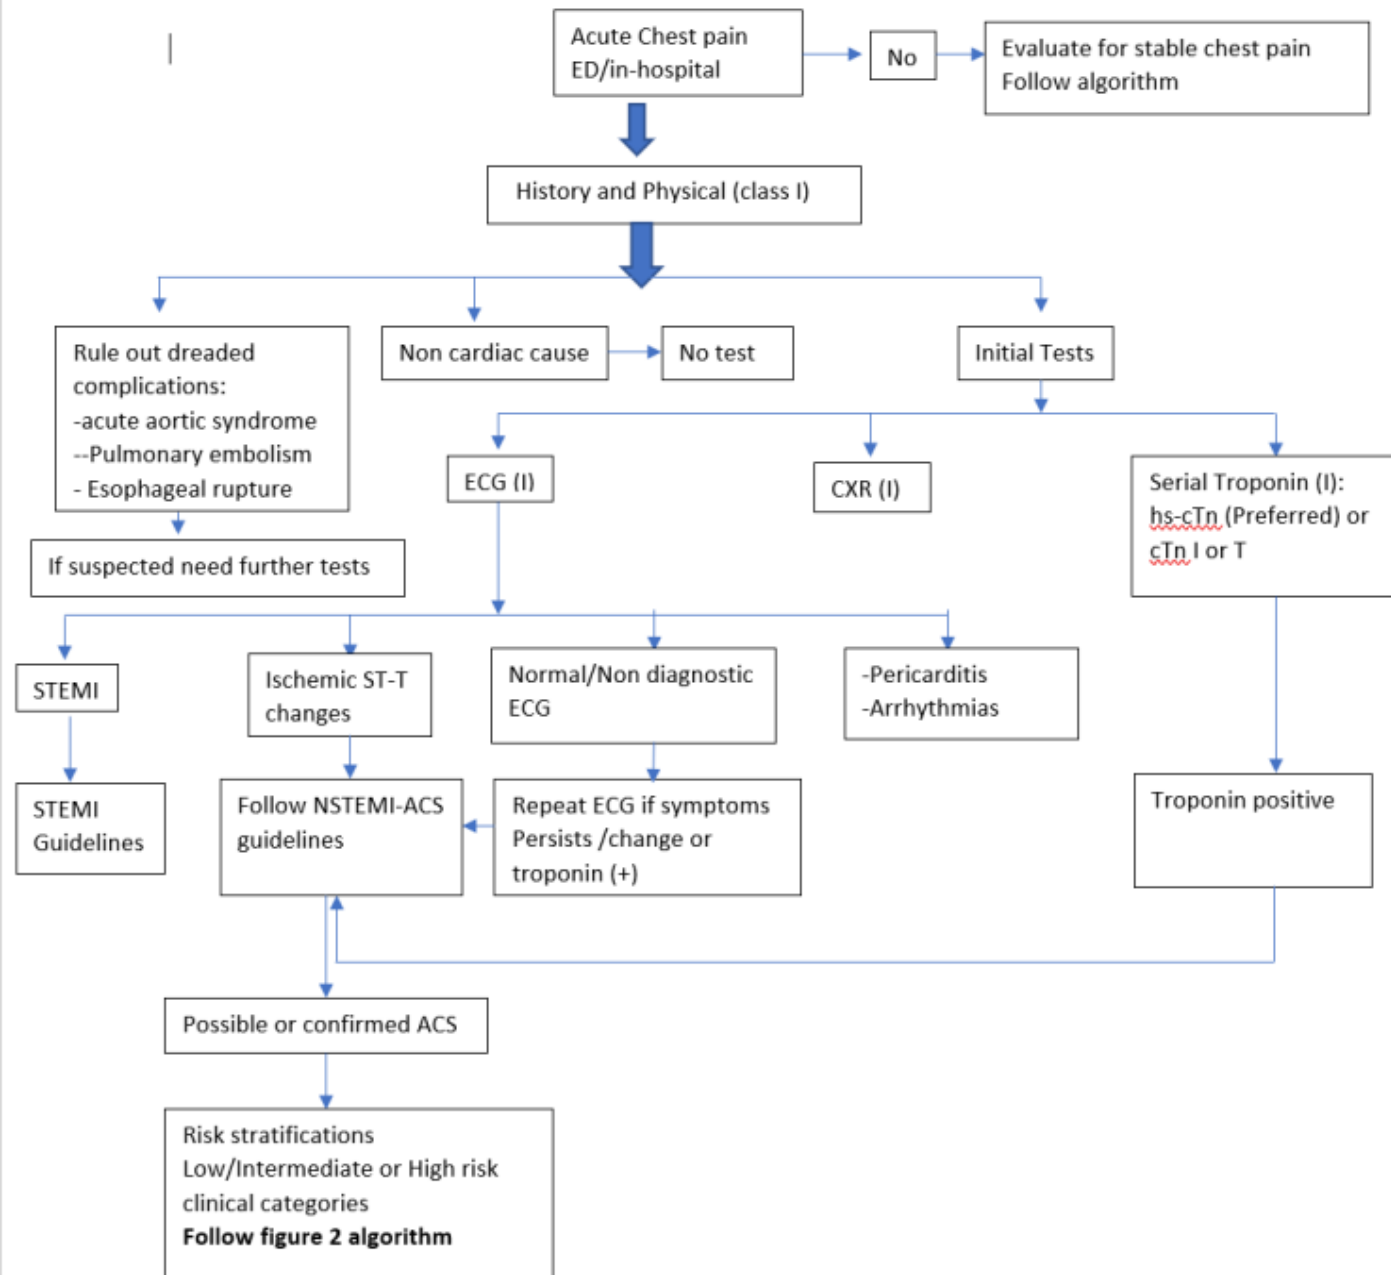 Acute Chest pain
ED/in-hospital
No
Evaluate for stable chest pain
Follow algorithm
History and Physical (class I)
Rule out dreaded
complications:
-acute aortic syndrome
--Pulmonary embolism
- Esophageal rupture
Non cardiac cause
No test
Initial Tests
If suspected need further tests
ECG (I)
CXR (I)
Serial Troponin (I):
hs-cTn (Preferred) or
cTn I or T
STEMI
Ischemic ST-T
changes
Normal/Non diagnostic
ECG
-Pericarditis
-Arrhythmias
STEMI
Guidelines
Follow NSTEMI-ACS
guidelines
Repeat ECG if symptoms
Persists /change or
troponin (+)
Troponin positive
Possible or confirmed ACS
Risk stratifications
Low/Intermediate or High risk
clinical categories
Follow figure 2 algorithm